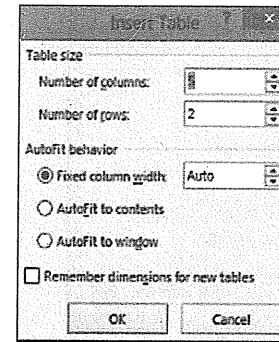 Insert Table ? ×
Table size
Number of columns:
Number of rows: 2
AutoFit behavior
Fixed column width: Auto
AutoFit to contents
AutoFit to window
Remember dimensions for new tables
OK Cancel